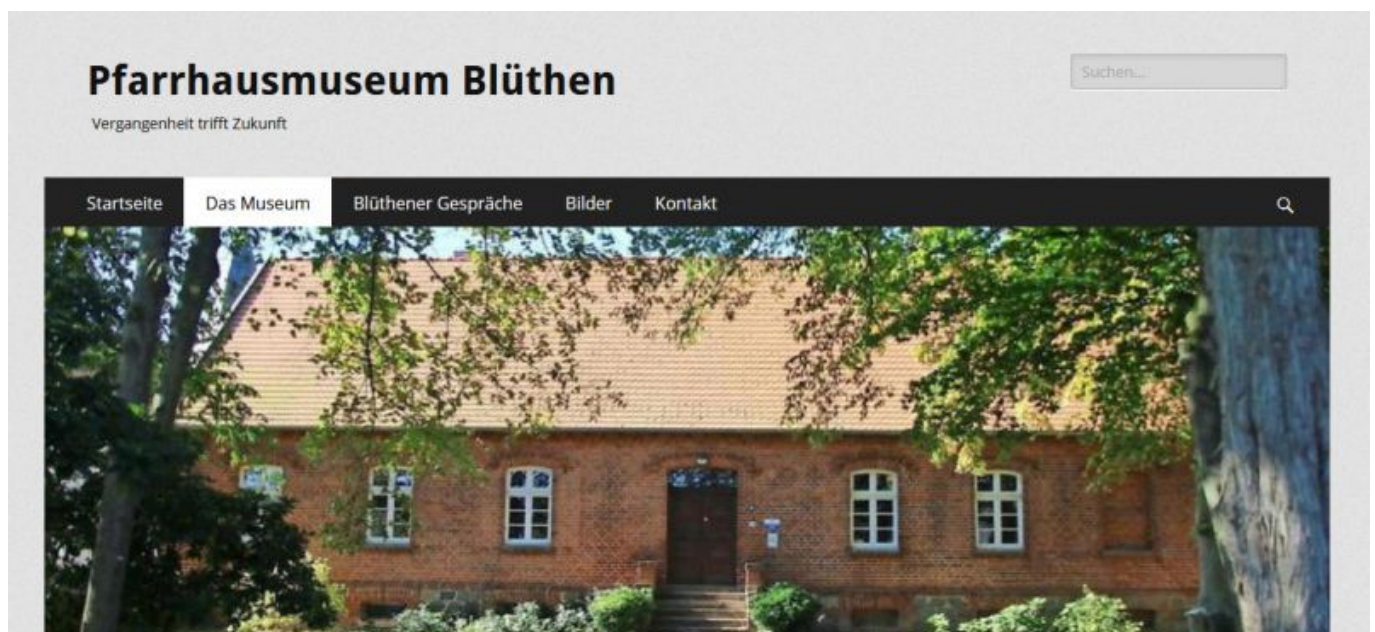 Pfarrhausmuseum Blüthen
Suchen...
Vergangenheit trifft Zukunft
Startseite Das Museum Blüthener Gespräche Bilder Kontakt